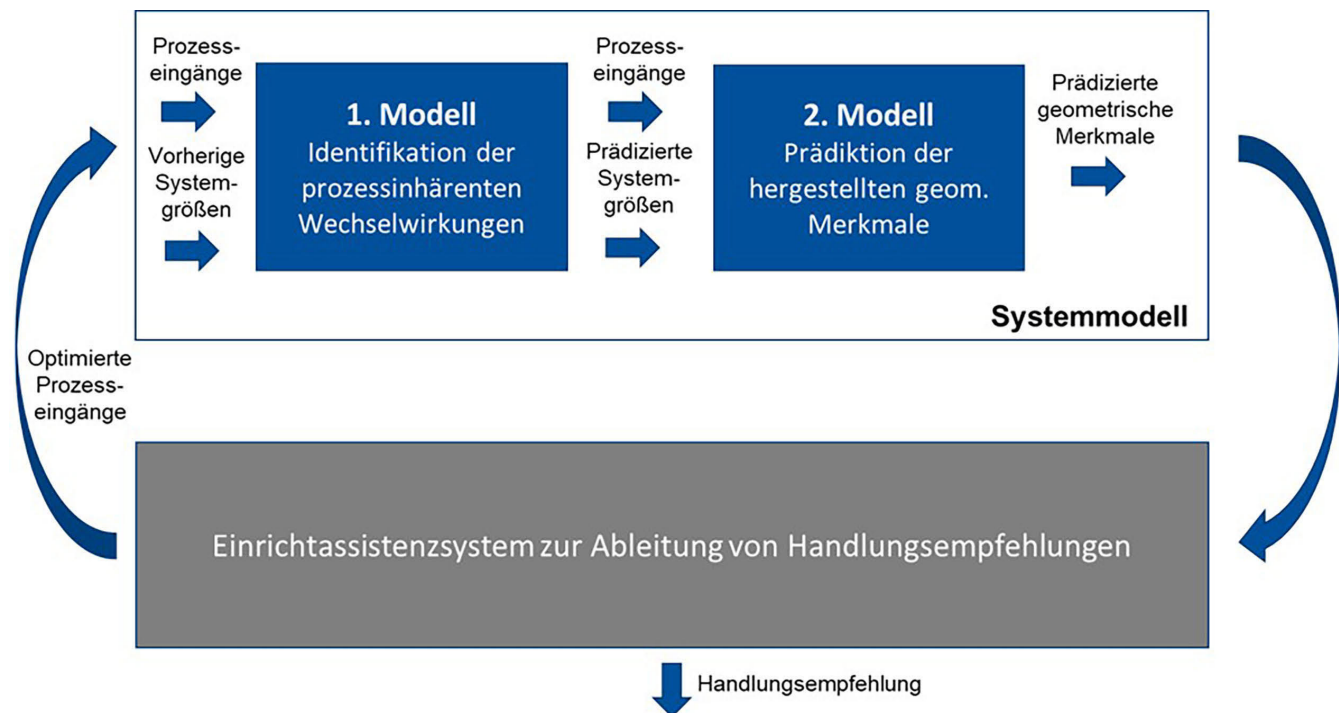 Prozess-
eingänge
Vorherige
System-
größen
1. Modell
Identifikation der
prozessinhärenten
Wechselwirkungen
Prozess-
eingänge
Prädizierte
System-
größen
2. Modell
Prädiktion der
hergestellten geom.
Merkmale
Prädizierte
geometrische
Merkmale
Systemmodell
Optimierte
Prozess-
eingänge
Einrichtassistenzsystem zur Ableitung von Handlungsempfehlungen
Handlungsempfehlung